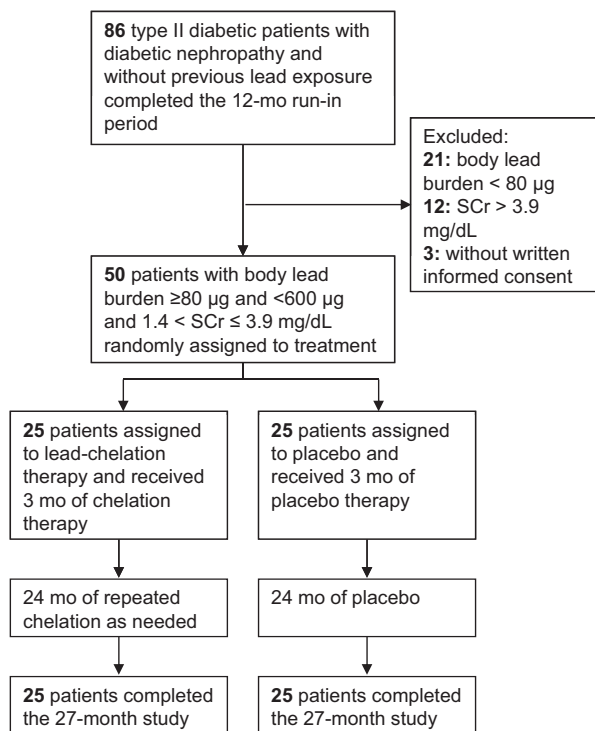 86 type II diabetic patients with
diabetic nephropathy and
without previous lead exposure
completed the 12-mo run-in
period
Excluded:
21: body lead
burden < 80 µg
12: SCr > 3.9
mg/dL
3: without written
informed consent
50 patients with body lead
burden ≥80 µg and <600 µg
and 1.4 < SCr ≤ 3.9 mg/dL
randomly assigned to treatment
25 patients assigned
to lead-chelation
therapy and received
3 mo of chelation
therapy
25 patients assigned
to placebo and
received 3 mo of
placebo therapy
24 mo of repeated
chelation as needed
24 mo of placebo
25 patients completed
the 27-month study
25 patients completed
the 27-month study